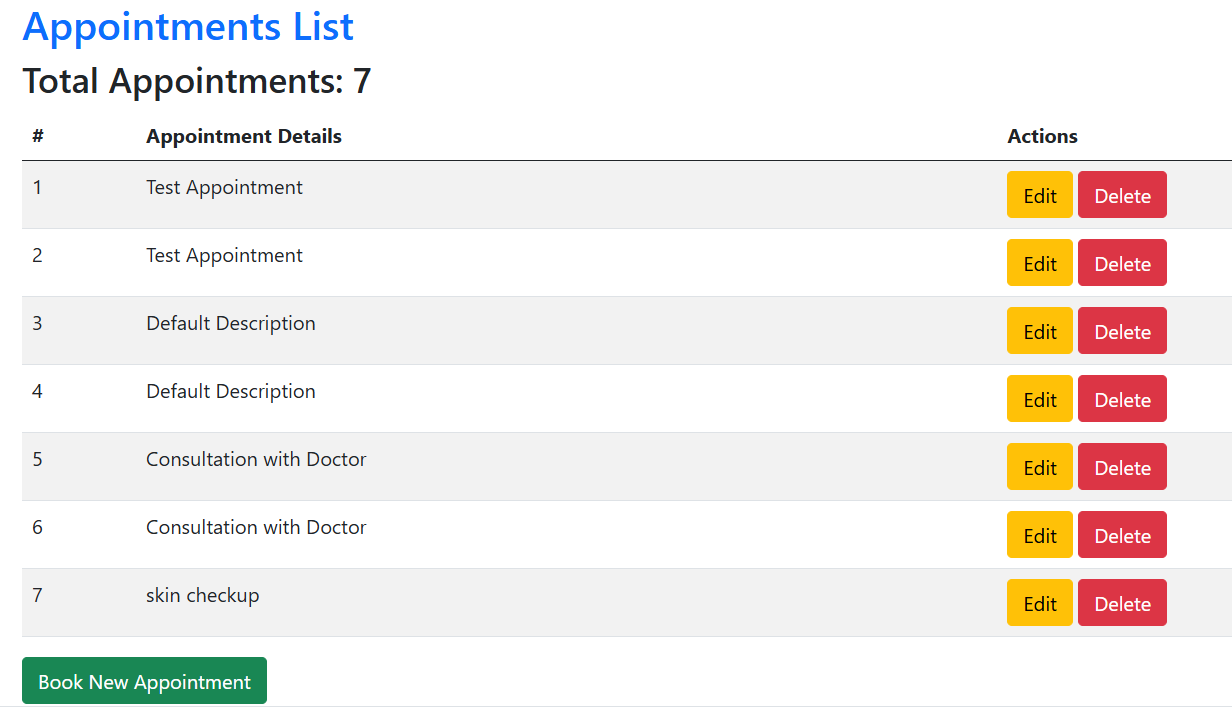 Appointments List
Total Appointments: 7
# Appointment Details Actions
1 Test Appointment Edit Delete
2 Test Appointment Edit Delete
3 Default Description Edit Delete
4 Default Description Edit Delete
5 Consultation with Doctor Edit Delete
6 Consultation with Doctor Edit Delete
7 skin checkup Edit Delete
Book New Appointment